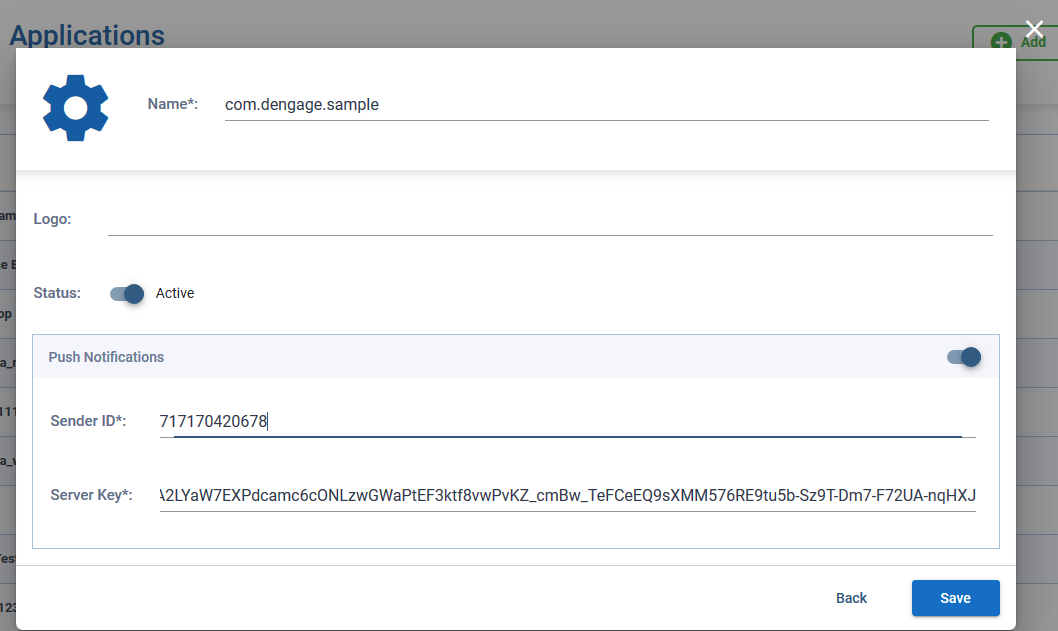 Applications
Add
Name*: com.dengage.sample
Logo:
Status: Active
Push Notifications
Sender ID*: 717170420678
Server Key*: A2LYaW7EXPdcamc6cONLzwGWaPtEF3ktf8vwPvKZ_cmBw_TeFCeEQ9sXMM576RE9tu5b-Sz9T-Dm7-F72UA-nqHXJ
Back
Save